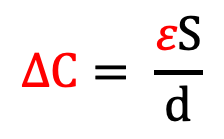 ΔC = εS / d